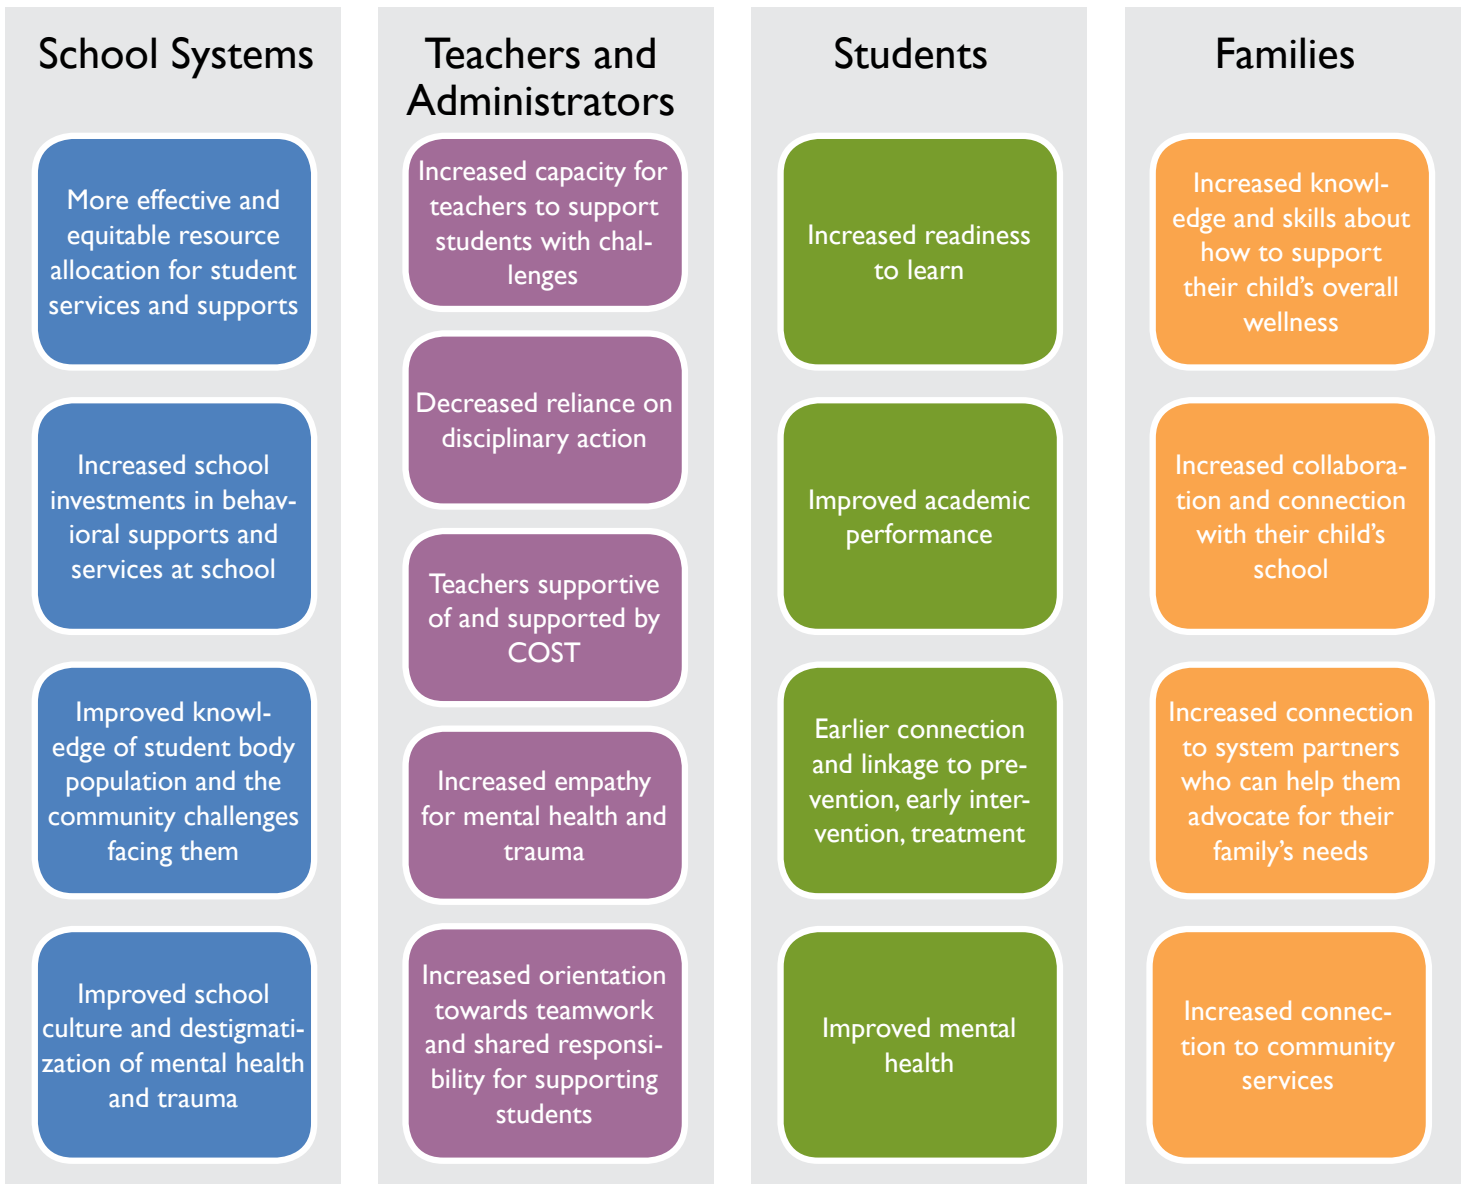 School Systems
More effective and
equitable resource
allocation for student
services and supports
Increased school
investments in behav-
ioral supports and
services at school
Improved knowl-
edge of student body
population and the
community challenges
facing them
Improved school
culture and destigmati-
zation of mental health
and trauma
Teachers and
Administrators
Increased capacity for
teachers to support
students with chal-
lenges
Decreased reliance on
disciplinary action
Teachers supportive
of and supported by
COST
Increased empathy
for mental health and
trauma
Increased orientation
towards teamwork
and shared responsi-
bility for supporting
students
Students
Increased readiness
to learn
Improved academic
performance
Earlier connection
and linkage to pre-
vention, early inter-
vention, treatment
Improved mental
health
Families
Increased knowl-
edge and skills about
how to support
their child's overall
wellness
Increased collabora-
tion and connection
with their child's
school
Increased connection
to system partners
who can help them
advocate for their
family's needs
Increased connec-
tion to community
services